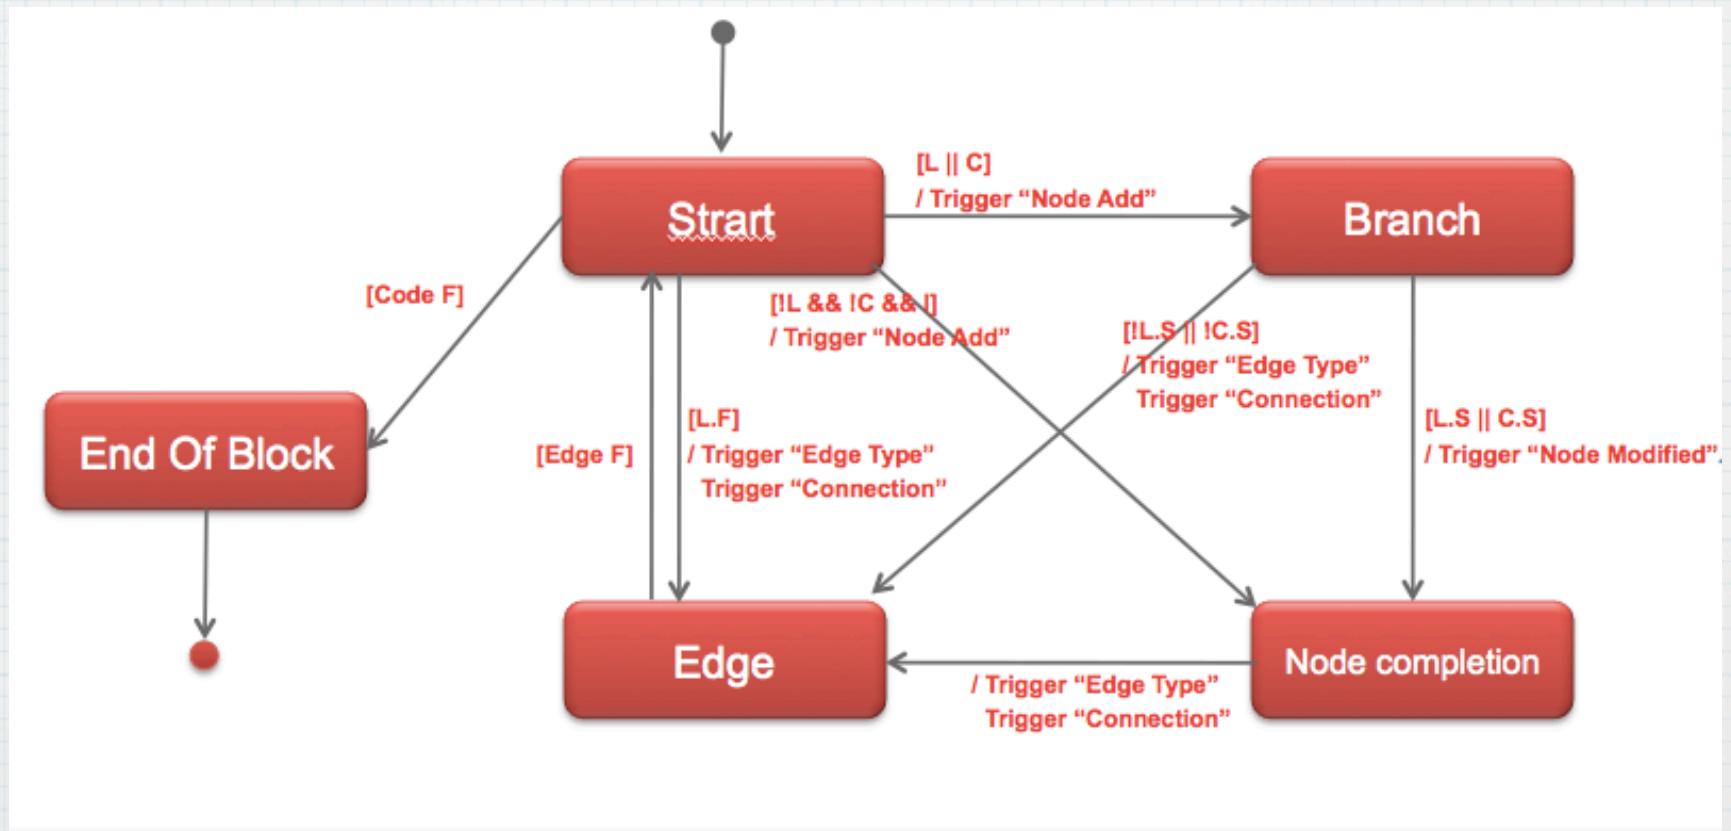 [L || C]
/ Trigger “Node Add”
Strart
Branch
[Code F]
[!L && !C && I]
/ Trigger “Node Add”
[!L.S || !C.S]
/ Trigger “Edge Type”
Trigger “Connection”
End Of Block
[Edge F]
[L.F]
/ Trigger “Edge Type”
Trigger “Connection”
[L.S || C.S]
/ Trigger “Node Modified”.
Edge
Node completion
/ Trigger “Edge Type”
Trigger “Connection”